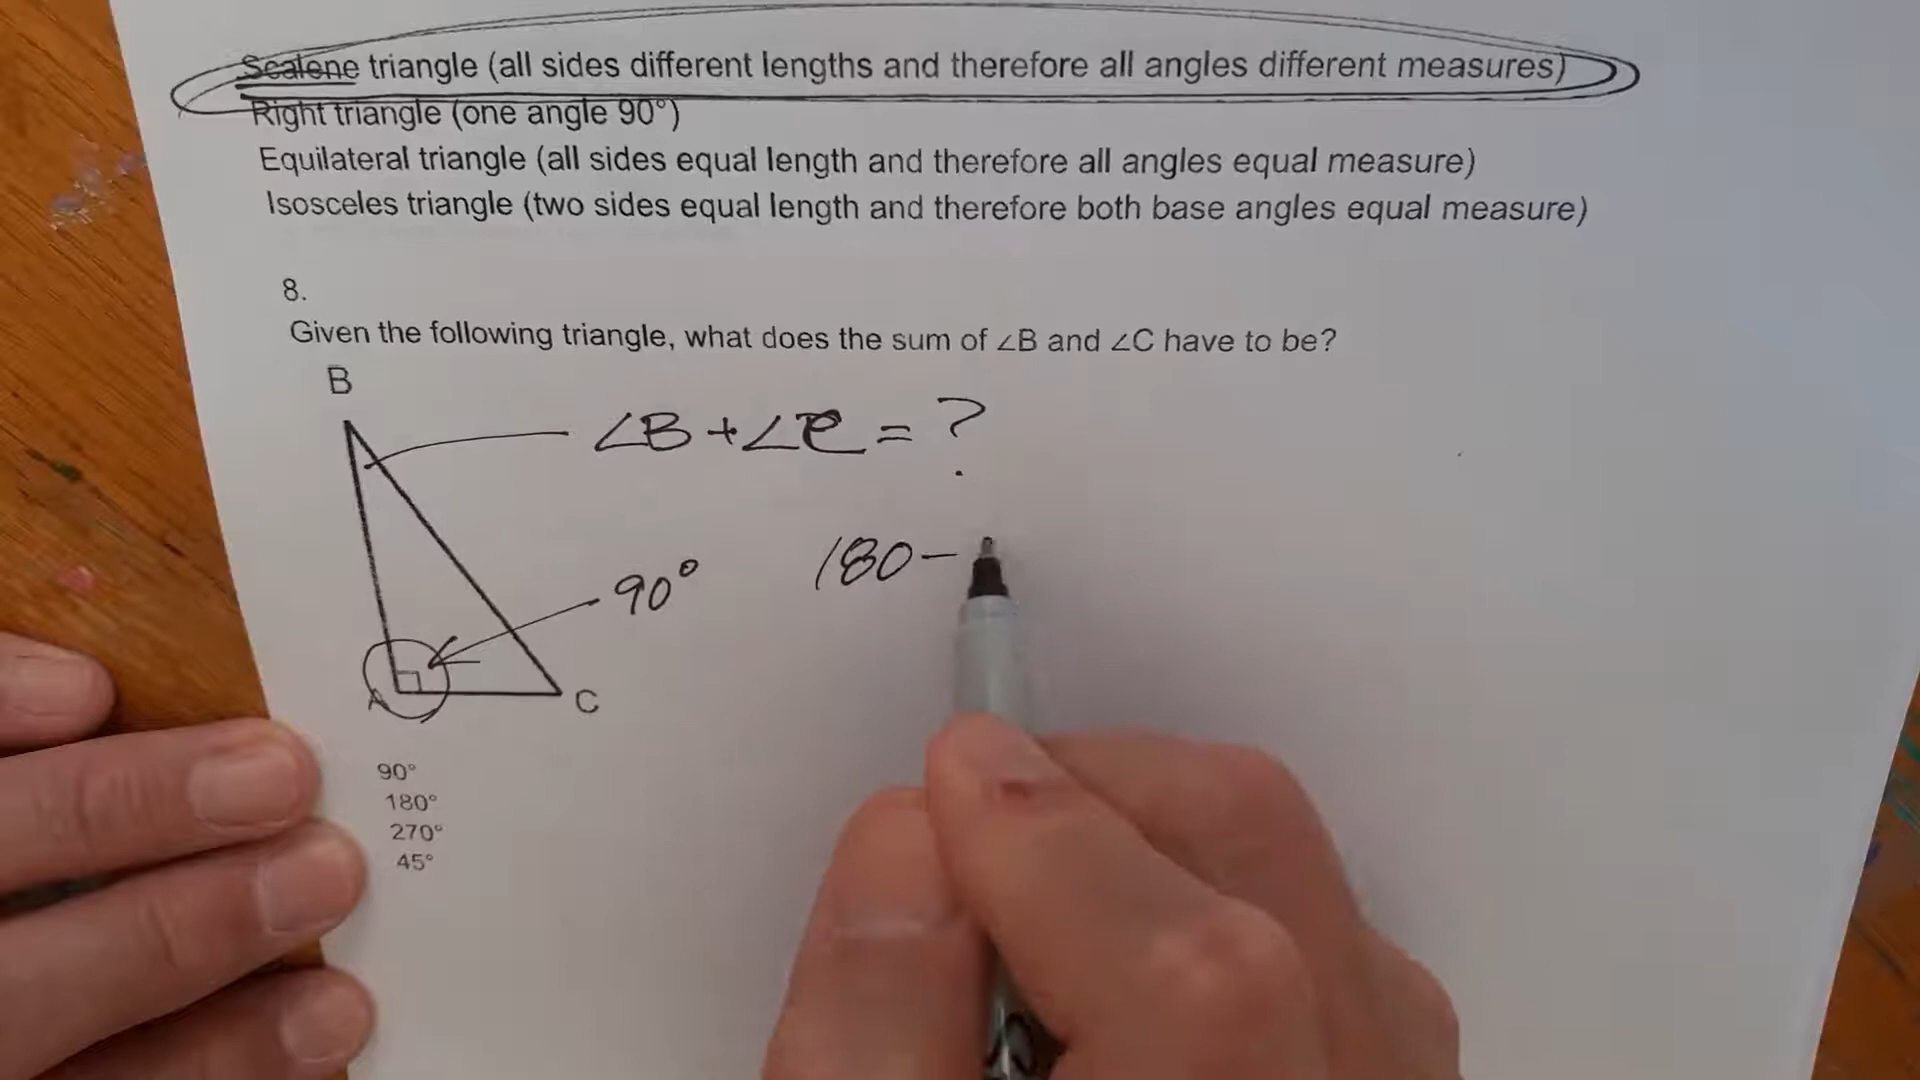 Scalene triangle (all sides different lengths and therefore all angles different measures)
Right triangle (one angle 90°)
Equilateral triangle (all sides equal length and therefore all angles equal measure)
Isosceles triangle (two sides equal length and therefore both base angles equal measure)
8.
Given the following triangle, what does the sum of ∠B and ∠C have to be?
B
∠B + ∠C = ?
180 –
90°
A
C
90°
180°
270°
45°